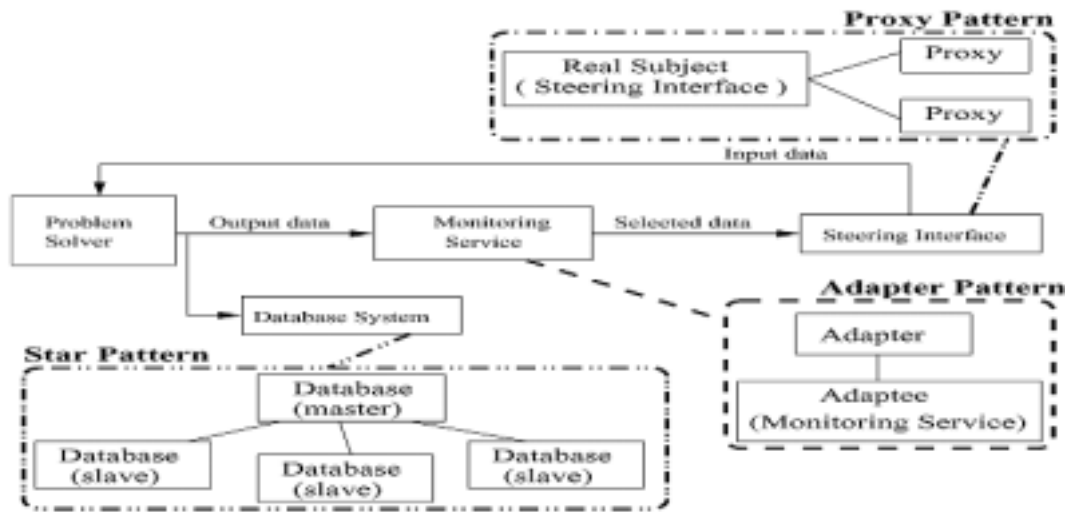 Proxy Pattern
Real Subject
( Steering Interface )
Proxy
Proxy
Input data
Problem
Solver
Output data
Monitoring
Service
Selected data
Steering Interface
Database System
Adapter Pattern
Adapter
Adaptee
(Monitoring Service)
Star Pattern
Database
(master)
Database
(slave)
Database
(slave)
Database
(slave)